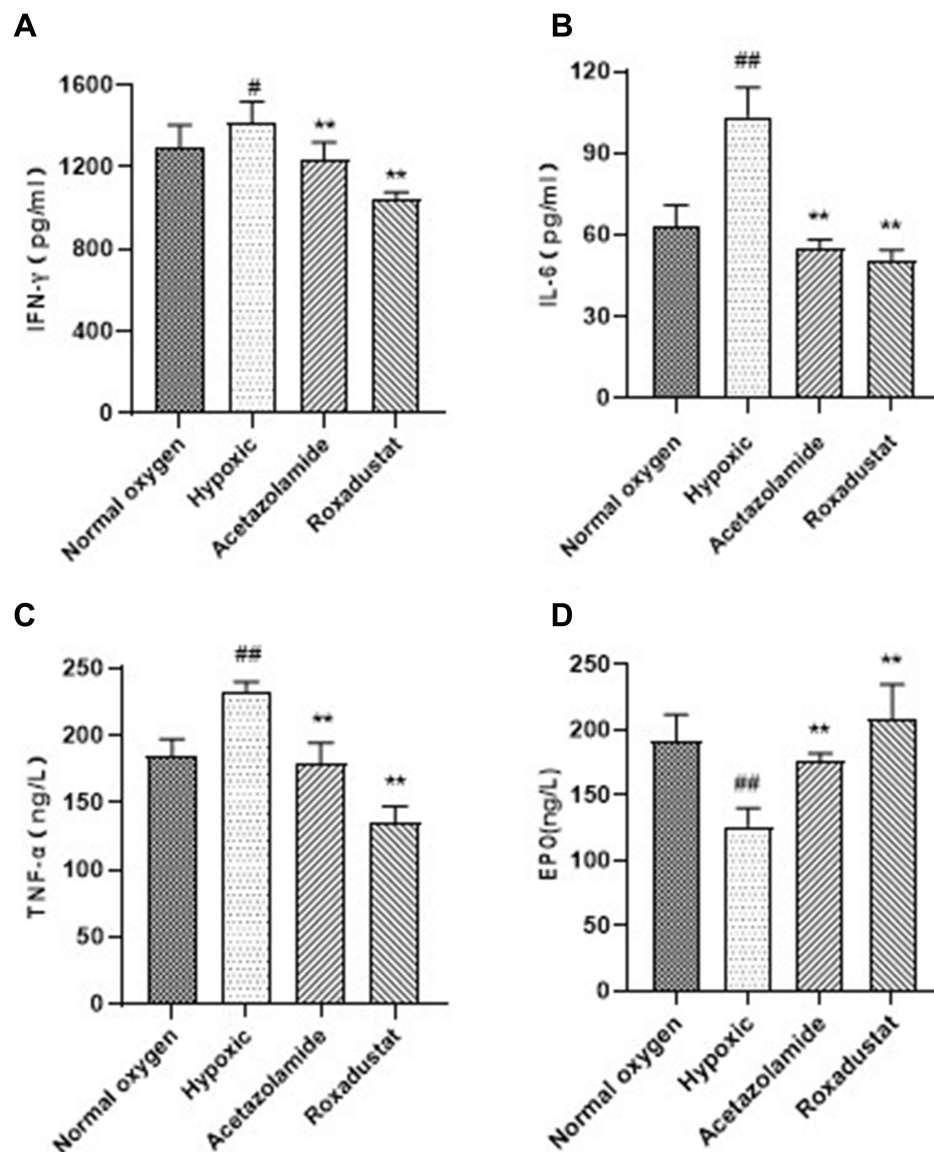 A
IFN-γ (pg/ml)
1600
1200
800
400
0
#
**
**
Normal oxygen
Hypoxic
Acetazolamide
Roxadustat
B
IL-6 (pg/ml)
120
90
60
30
0
##
**
**
Normal oxygen
Hypoxic
Acetazolamide
Roxadustat
C
TNF-α (ng/L)
250
200
150
100
50
0
##
**
**
Normal oxygen
Hypoxic
Acetazolamide
Roxadustat
D
EPO(ng/L)
250
200
150
100
50
0
##
**
**
Normal oxygen
Hypoxic
Acetazolamide
Roxadustat